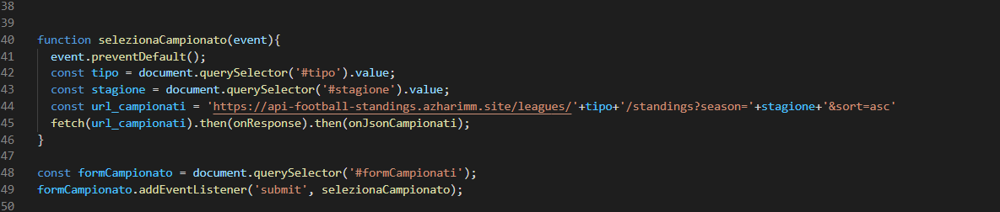 38
39
40 function selezionaCampionato(event){
41 event.preventDefault();
42 const tipo = document.querySelector('#tipo').value;
43 const stagione = document.querySelector('#stagione').value;
44 const url_campionati = 'https://api-football-standings.azharimm.site/leagues/'+tipo+'/standings?season='+stagione+'&sort=asc'
45 fetch(url_campionati).then(onResponse).then(onJsonCampionati);
46 }
47
48 const formCampionato = document.querySelector('#formCampionati');
49 formCampionato.addEventListener('submit', selezionaCampionato);
50